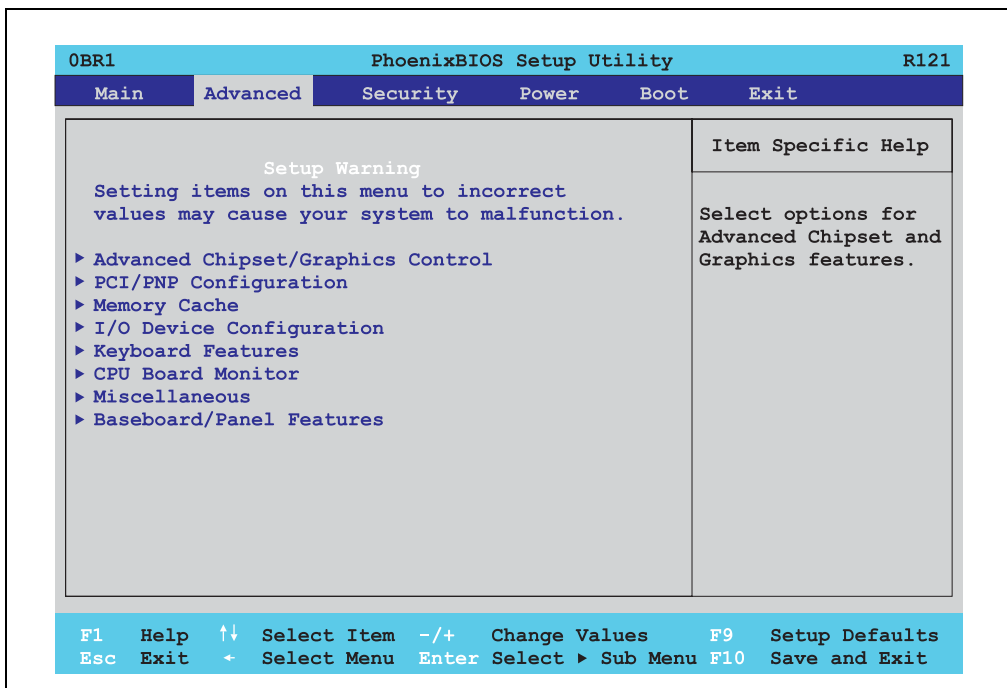 0BR1 PhoenixBIOS Setup Utility R121
Main Advanced Security Power Boot Exit
Setup Warning
Setting items on this menu to incorrect
values may cause your system to malfunction.
▶ Advanced Chipset/Graphics Control
▶ PCI/PNP Configuration
▶ Memory Cache
▶ I/O Device Configuration
▶ Keyboard Features
▶ CPU Board Monitor
▶ Miscellaneous
▶ Baseboard/Panel Features
Item Specific Help
Select options for
Advanced Chipset and
Graphics features.
F1 Help ↑↓ Select Item -/+ Change Values F9 Setup Defaults
Esc Exit ← Select Menu Enter Select ▶ Sub Menu F10 Save and Exit